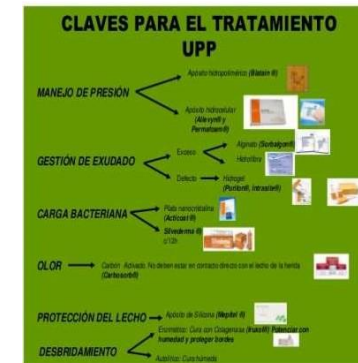 CLAVES PARA EL TRATAMIENTO
UPP
Apósito hidropolimérico (Biatain ®)
MANEJO DE PRESIÓN
Apósito hidrocelular
(Allevyn® y
Permafoam®)
Exceso
Alginato (Sorbalgon®)
Hidrofibra
GESTIÓN DE EXUDADO
Defecto
Hidrogel
(Purilon®, Intrasite®)
Plata nanocristalina
(Acticoat ®)
CARGA BACTERIANA
Silvederma ®
c/12h
OLOR
Carbón Activado. No deben estar en contacto directo con el lecho de la herida
(Carbosorb®)
PROTECCIÓN DEL LECHO
Apósito de Silicona (Mepitel ®)
Enzimático: Cura con Colagenasa (Iruxol®) Potenciar con
humedad y proteger bordes
DESBRIDAMIENTO
Autolítico: Cura húmeda